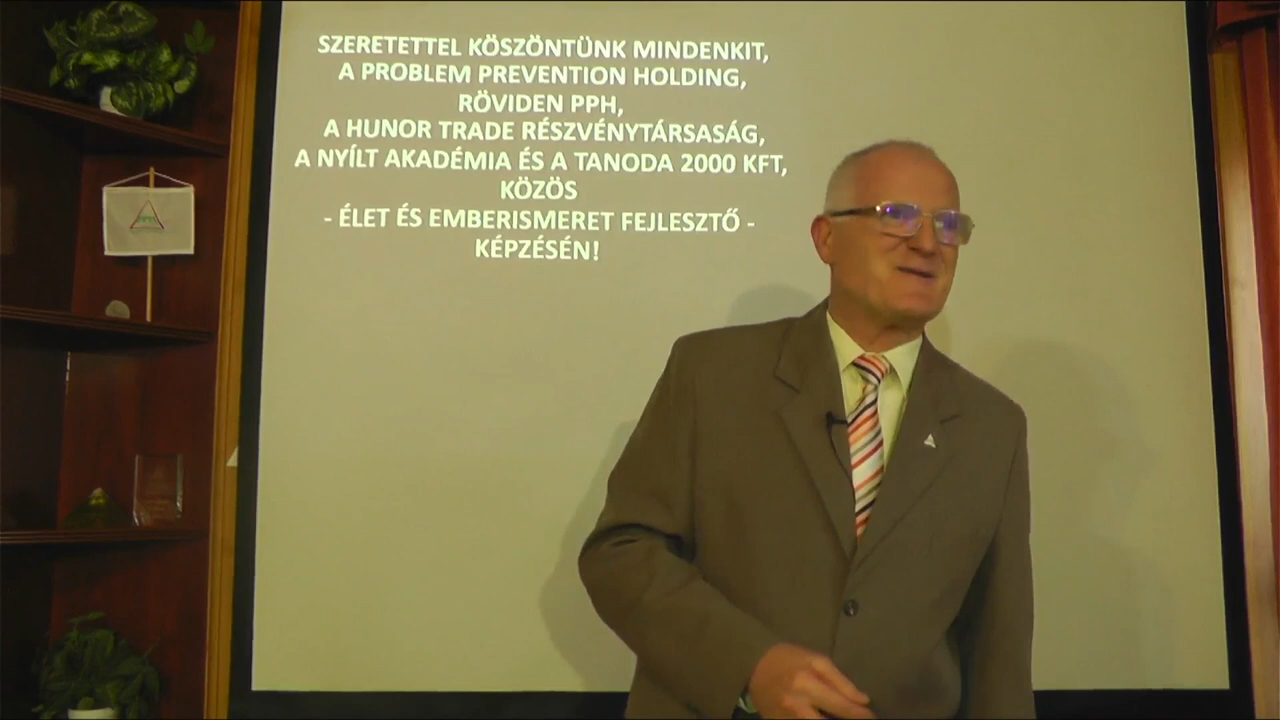 SZERETETTEL KÖSZÖNTÜNK MINDENKIT,
A PROBLEM PREVENTION HOLDING,
RÖVIDEN PPH,
A HUNOR TRADE RÉSZVÉNYTÁRSASÁG,
A NYÍLT AKADÉMIA ÉS A TANODA 2000 KFT,
KÖZÖS
- ÉLET ÉS EMBERISMERET FEJLESZTŐ -
KÉPZÉSÉN!